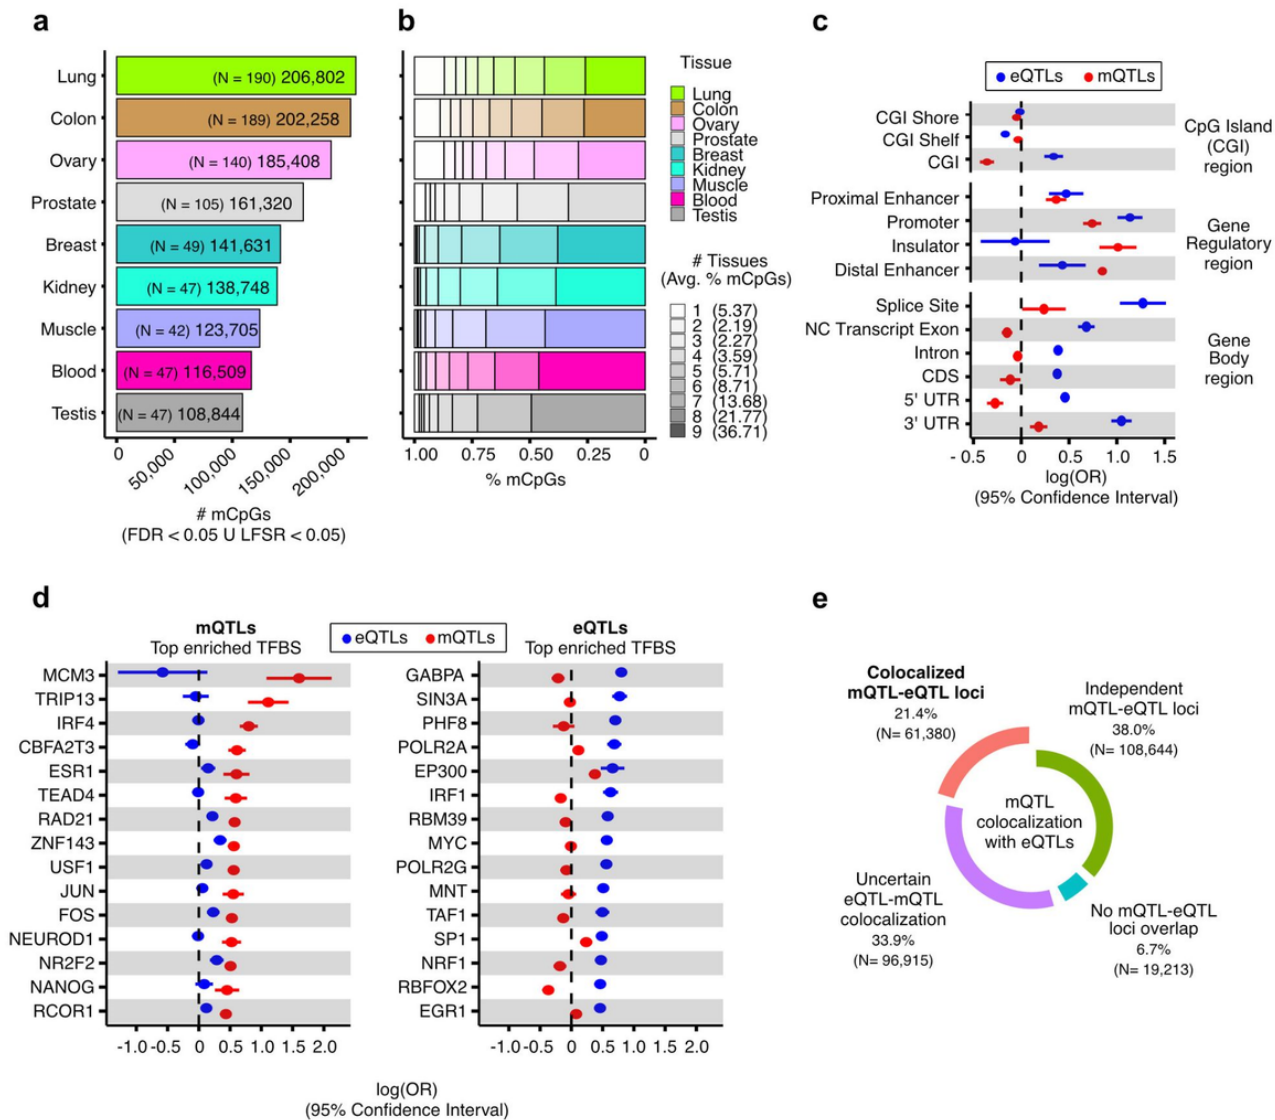 a
Lung
(N = 190) 206,802
Colon
(N = 189) 202,258
Ovary
(N = 140) 185,408
Prostate
(N = 105) 161,320
Breast
(N = 49) 141,631
Kidney
(N = 47) 138,748
Muscle
(N = 42) 123,705
Blood
(N = 47) 116,509
Testis
(N = 47) 108,844
0
50,000
100,000
150,000
200,000
# mCpGs
(FDR < 0.05 U LFSR < 0.05)
b
1.00
0.75
0.50
0.25
0
% mCpGs
Tissue
Lung
Colon
Ovary
Prostate
Breast
Kidney
Muscle
Blood
Testis
# Tissues
(Avg. % mCpGs)
1 (5.37)
2 (2.19)
3 (2.27)
4 (3.59)
5 (5.71)
6 (8.71)
7 (13.68)
8 (21.77)
9 (36.71)
c
eQTLs
mQTLs
CGI Shore
CGI Shelf
CGI
CpG Island
(CGI)
region
Proximal Enhancer
Promoter
Insulator
Distal Enhancer
Gene
Regulatory
region
Splice Site
NC Transcript Exon
Intron
CDS
5' UTR
3' UTR
Gene
Body
region
- 0.5
0
0.5
1.0
1.5
log(OR)
(95% Confidence Interval)
d
mQTLs
Top enriched TFBS
eQTLs
mQTLs
eQTLs
Top enriched TFBS
MCM3
TRIP13
IRF4
CBFA2T3
ESR1
TEAD4
RAD21
ZNF143
USF1
JUN
FOS
NEUROD1
NR2F2
NANOG
RCOR1
-1.0
-0.5
0
0.5
1.0
1.5
2.0
GABPA
SIN3A
PHF8
POLR2A
EP300
IRF1
RBM39
MYC
POLR2G
MNT
TAF1
SP1
NRF1
RBFOX2
EGR1
-1.0
-0.5
0
0.5
1.0
1.5
2.0
log(OR)
(95% Confidence Interval)
e
Colocalized
mQTL-eQTL loci
21.4%
(N= 61,380)
Independent
mQTL-eQTL loci
38.0%
(N= 108,644)
mQTL
colocalization
with eQTLs
Uncertain
eQTL-mQTL
colocalization
33.9%
(N= 96,915)
No mQTL-eQTL
loci overlap
6.7%
(N= 19,213)